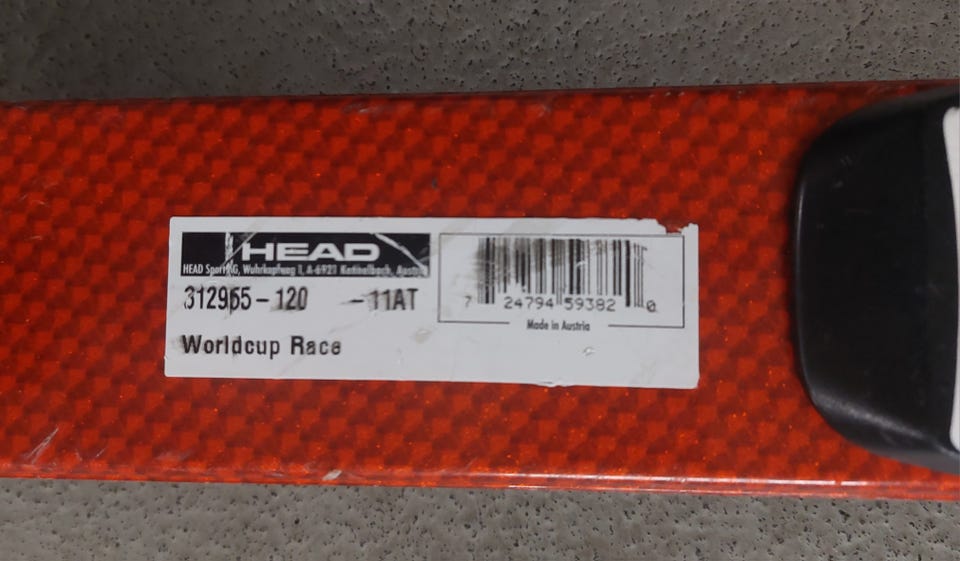 HEAD
HEAD Sport AG, Wuhrkopfweg 1, A-6921 Kennelbach, Austria
312965-120 -11AT
Worldcup Race
7 24794 59382 0
Made in Austria